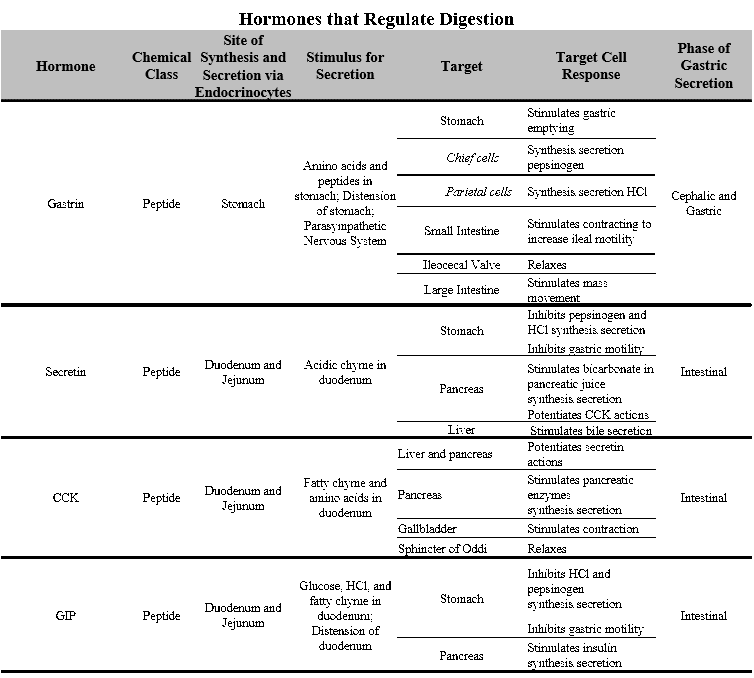 Hormones that Regulate Digestion
Hormone
Chemical
Class
Site of
Synthesis and
Secretion via
Endocrinocytes
Stimulus for
Secretion
Target
Target Cell
Response
Phase of
Gastric
Secretion
Gastrin
Peptide
Stomach
Amino acids and
peptides in
stomach; Distension
of stomach;
Parasympathetic
Nervous System
Stomach
Stimulates gastric
emptying
Chief cells
Synthesis secretion
pepsinogen
Parietal cells
Synthesis secretion HCl
Small Intestine
Stimulates contracting to
increase ileal motility
Ileocecal Valve
Relaxes
Large Intestine
Stimulates mass
movement
Cephalic and
Gastric
Secretin
Peptide
Duodenum and
Jejunum
Acidic chyme in
duodenum
Stomach
Inhibits pepsinogen and
HCl synthesis secretion
Inhibits gastric motility
Pancreas
Stimulates bicarbonate in
pancreatic juice
synthesis secretion
Potentiates CCK actions
Liver
Stimulates bile secretion
Intestinal
CCK
Peptide
Duodenum and
Jejunum
Fatty chyme and
amino acids in
duodenum
Liver and pancreas
Potentiates secretin
actions
Pancreas
Stimulates pancreatic
enzymes
synthesis secretion
Gallbladder
Stimulates contraction
Sphincter of Oddi
Relaxes
Intestinal
GIP
Peptide
Duodenum and
Jejunum
Glucose, HCl, and
fatty chyme in
duodenum;
Distension of
duodenum
Stomach
Inhibits HCl and
pepsinogen
synthesis secretion
Inhibits gastric motility
Pancreas
Stimulates insulin
synthesis secretion
Intestinal